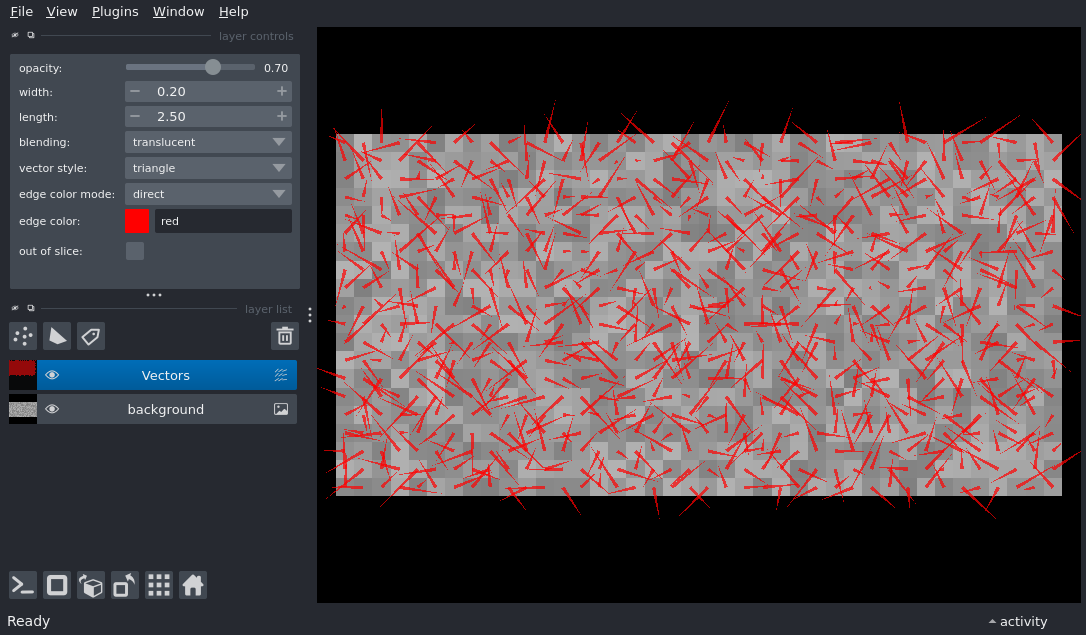 File View Plugins Window Help
layer controls
opacity: 0.70
width: − 0.20 +
length: − 2.50 +
blending: translucent
vector style: triangle
edge color mode: direct
edge color: red
out of slice:
layer list
Vectors
background
Ready
activity